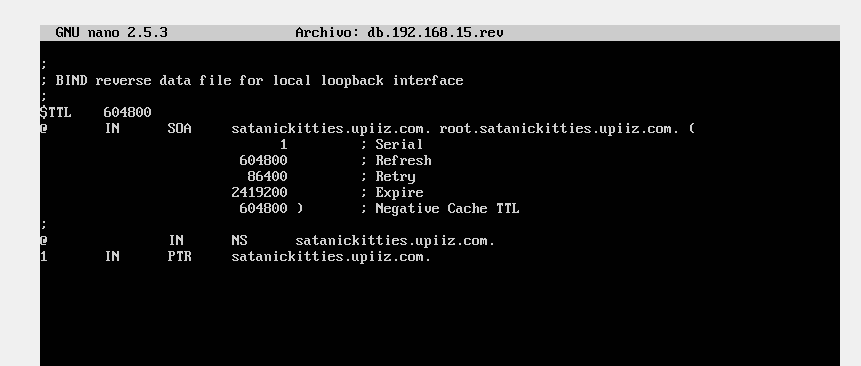 GNU nano 2.5.3 Archivo: db.192.168.15.rev
;
; BIND reverse data file for local loopback interface
;
$TTL 604800
@ IN SOA satanickitties.upiiz.com. root.satanickitties.upiiz.com. (
1 ; Serial
604800 ; Refresh
86400 ; Retry
2419200 ; Expire
604800 ) ; Negative Cache TTL
;
@ IN NS satanickitties.upiiz.com.
1 IN PTR satanickitties.upiiz.com.